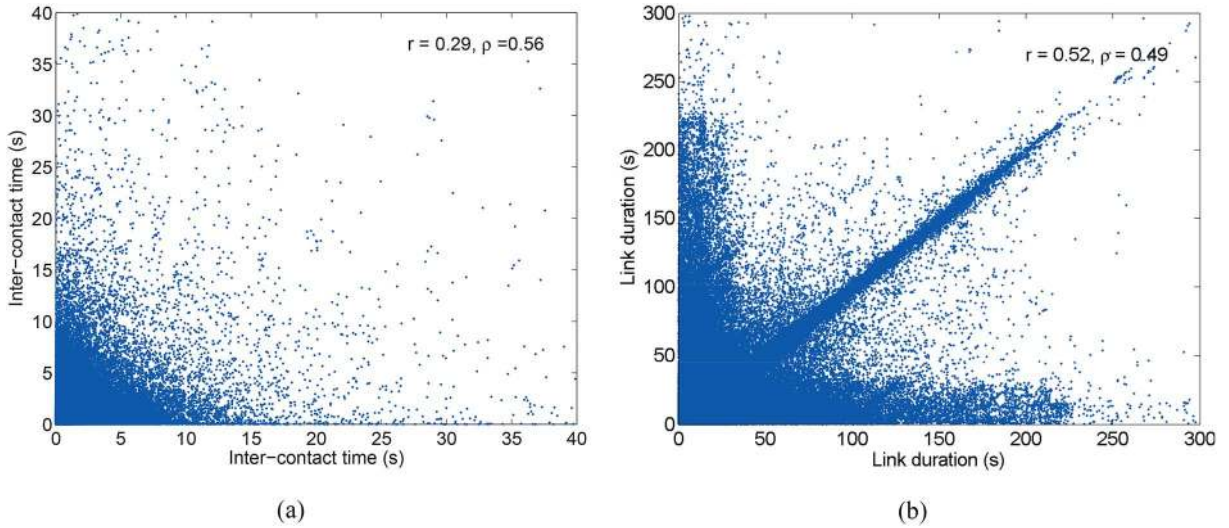 40
35
30
25
20
15
10
5
0
Inter-contact time (s)
r = 0.29, ρ =0.56
0 5 10 15 20 25 30 35 40
Inter-contact time (s)
(a)
300
250
200
150
100
50
0
Link duration (s)
r = 0.52, ρ = 0.49
0 50 100 150 200 250 300
Link duration (s)
(b)